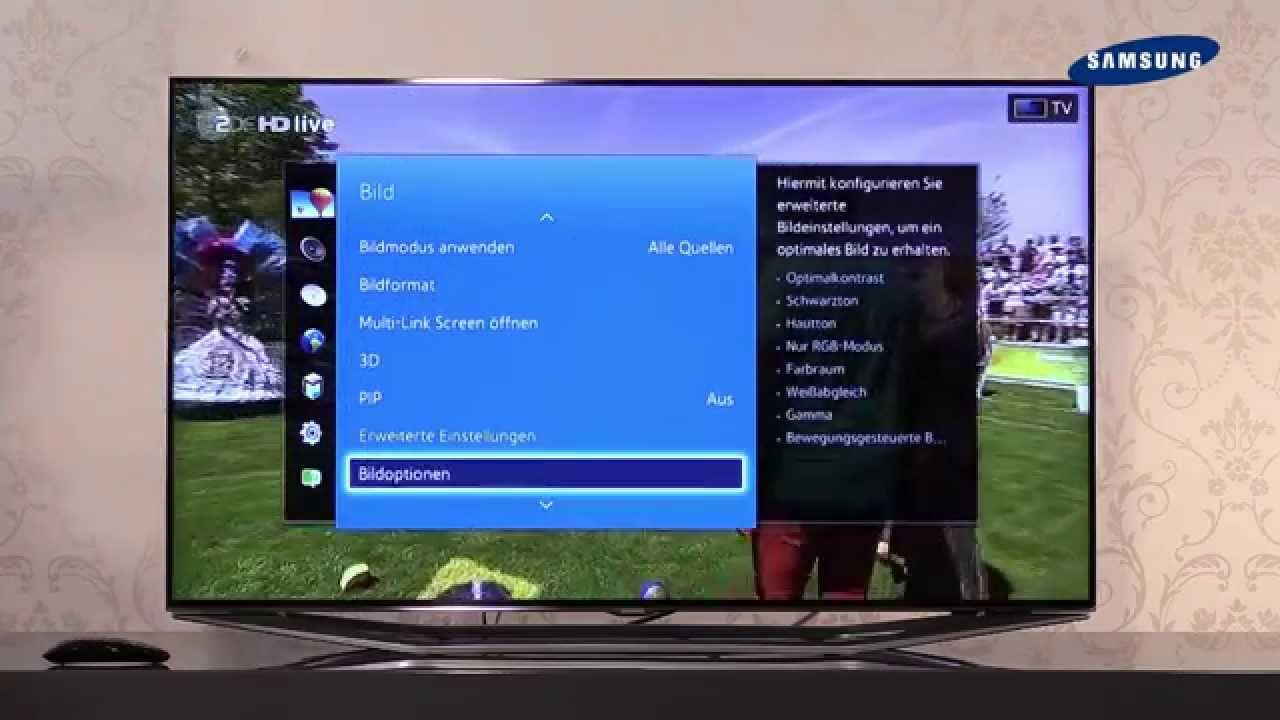 SAMSUNG
2DF HD live
TV
Bild
Bildmodus anwenden Alle Quellen
Bildformat
Multi-Link Screen öffnen
3D
PIP Aus
Erweiterte Einstellungen
Bildoptionen
Hiermit konfigurieren Sie
erweiterte
Bildeinstellungen, um ein
optimales Bild zu erhalten.
• Optimalkontrast
• Schwarzton
• Hautton
• Nur RGB-Modus
• Farbraum
• Weißabgleich
• Gamma
• Bewegungsgesteuerte B...